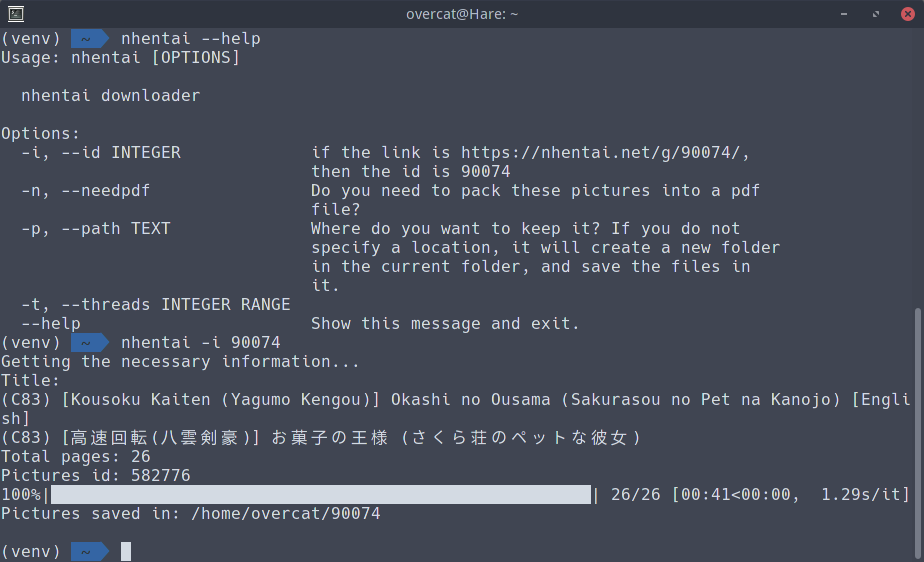 overcat@Hare: ~
(venv) ~ nhentai --help
Usage: nhentai [OPTIONS]
nhentai downloader
Options:
-i, --id INTEGER if the link is https://nhentai.net/g/90074/,
then the id is 90074
-n, --needpdf Do you need to pack these pictures into a pdf
file?
-p, --path TEXT Where do you want to keep it? If you do not
specify a location, it will create a new folder
in the current folder, and save the files in
it.
-t, --threads INTEGER RANGE
--help Show this message and exit.
(venv) ~ nhentai -i 90074
Getting the necessary information...
Title:
(C83) [Kousoku Kaiten (Yagumo Kengou)] Okashi no Ousama (Sakurasou no Pet na Kanojo) [Engli
sh]
(C83) [高速回転(八雲剣豪)] お菓子の王様 (さくら荘のペットな彼女)
Total pages: 26
Pictures id: 582776
100%| | 26/26 [00:41<00:00, 1.29s/it]
Pictures saved in: /home/overcat/90074
(venv) ~